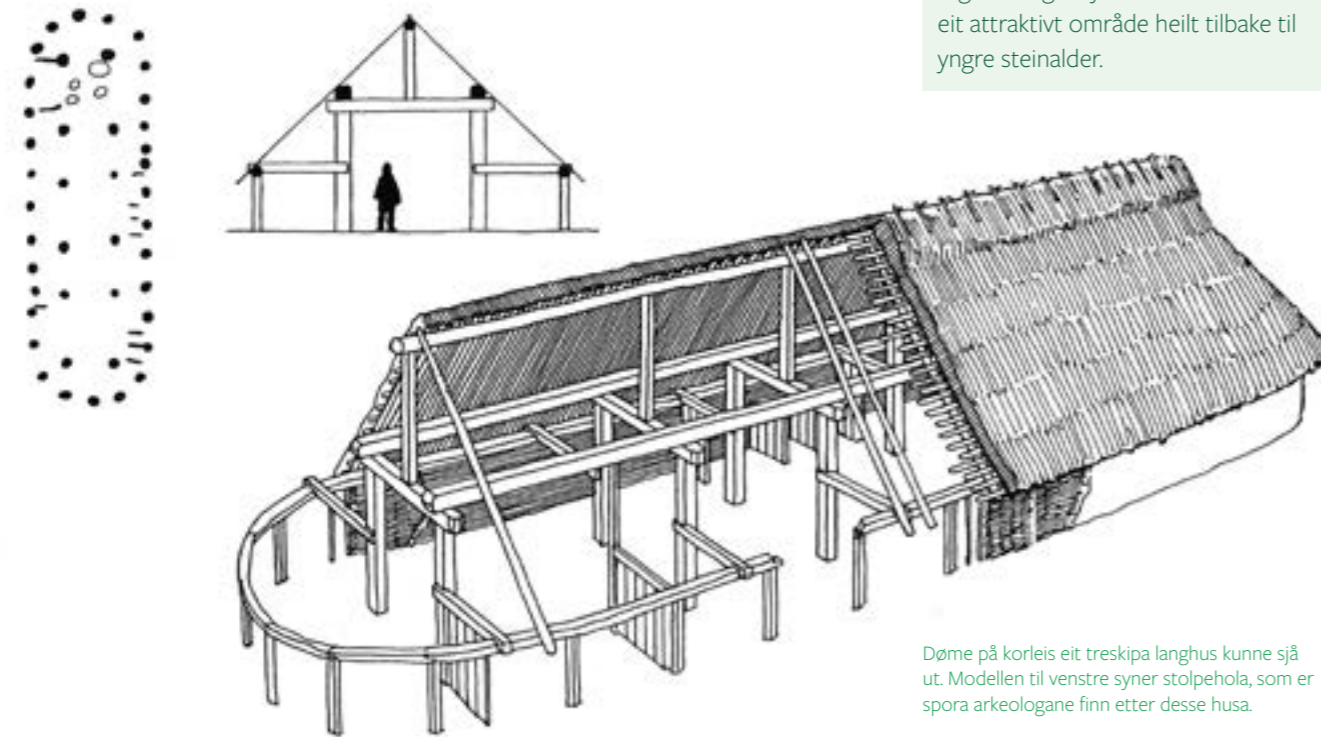 eit attraktivt område heilt tilbake til
yngre steinalder.
Døme på korleis eit treskipa langhus kunne sjå
ut. Modellen til venstre syner stolpehola, som er
spora arkeologane finn etter desse husa.